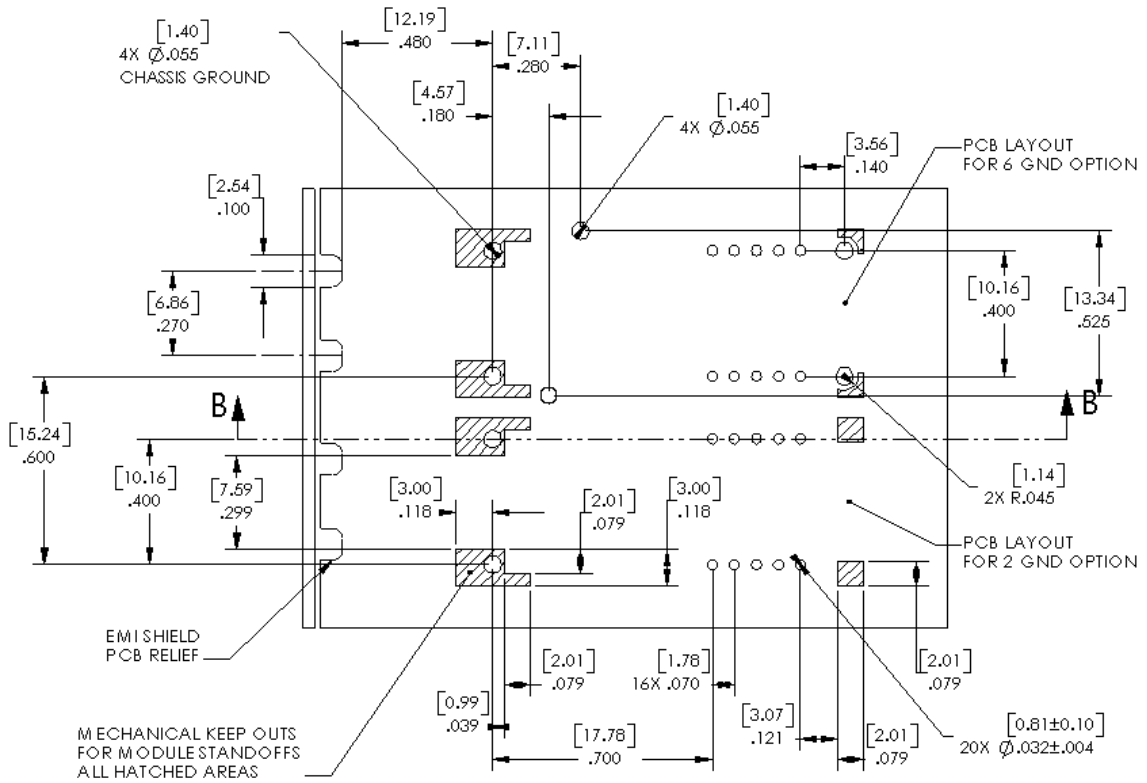 [12.19]
.480
[1.40]
4X Ø.055
CHASSIS GROUND
[7.11]
.280
[4.57]
.180
[1.40]
4X Ø.055
[3.56]
.140
PCB LAYOUT
FOR 6 GND OPTION
[2.54]
.100
[6.86]
.270
[10.16]
.400
[13.34]
.525
B
B
[15.24]
.600
[10.16]
.400
[7.59]
.299
[3.00]
.118
[2.01]
.079
[3.00]
.118
[1.14]
2X R.045
PCB LAYOUT
FOR 2 GND OPTION
EMI SHIELD
PCB RELIEF
[2.01]
.079
[1.78]
16X .070
[2.01]
.079
[0.99]
.039
[3.07]
.121
[2.01]
.079
[0.81±0.10]
20X Ø.032±.004
[17.78]
.700
MECHANICAL KEEP OUTS
FOR MODULE STANDOFFS
ALL HATCHED AREAS